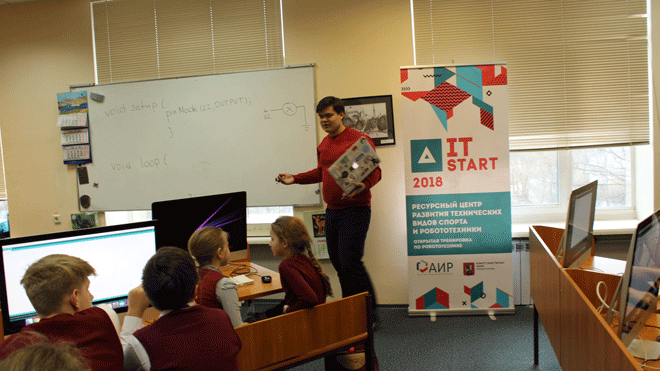 void setup {
pinMode(12, OUTPUT);
}
void loop {
12
IT
START
2018
РЕСУРСНЫЙ ЦЕНТР
РАЗВИТИЯ ТЕХНИЧЕСКИХ
ВИДОВ СПОРТА
И РОБОТОТЕХНИКИ
ОТКРЫТАЯ ТРЕНИРОВКА
ПО РОБОТОТЕХНИКЕ
АИР